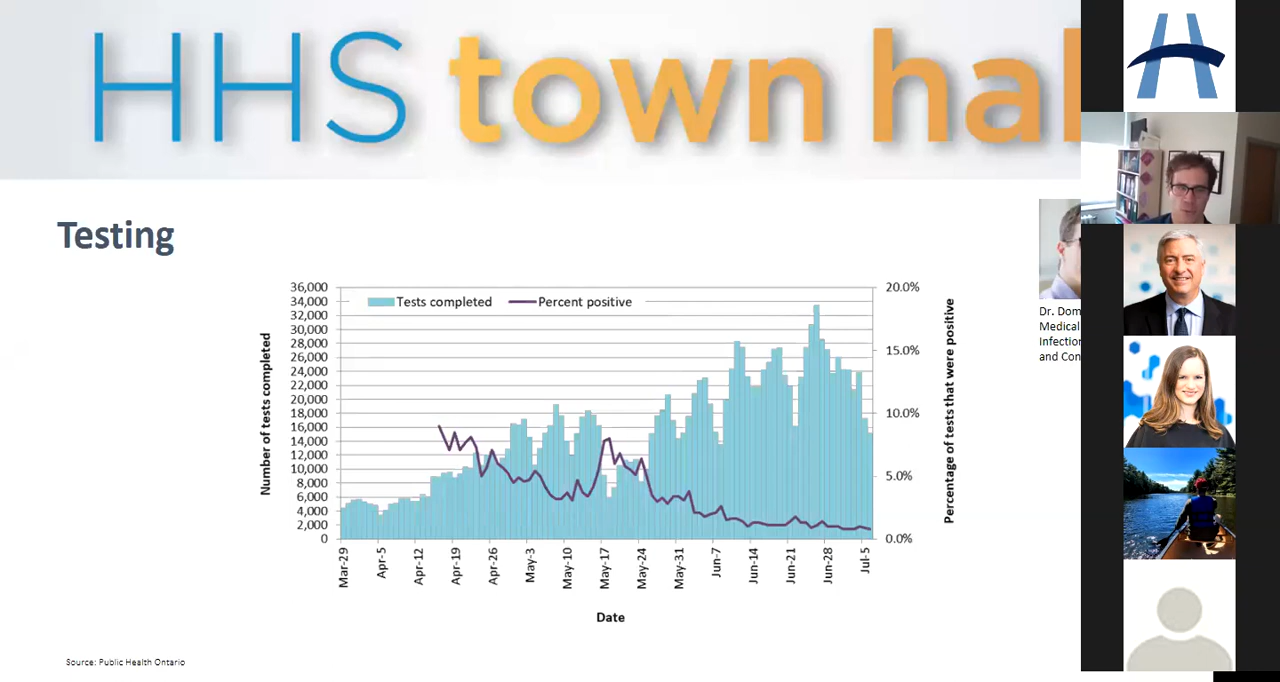 HHS town hal
Testing
36,000
34,000
32,000
30,000
28,000
26,000
24,000
22,000
20,000
18,000
16,000
14,000
12,000
10,000
8,000
6,000
4,000
2,000
0
Number of tests completed
Tests completed
Percent positive
20.0%
15.0%
10.0%
5.0%
0.0%
Percentage of tests that were positive
Mar-29
Apr-5
Apr-12
Apr-19
Apr-26
May-3
May-10
May-17
May-24
May-31
Jun-7
Jun-14
Jun-21
Jun-28
Jul-5
Date
Dr. Dom
Medical
Infection
and Con
Source: Public Health Ontario